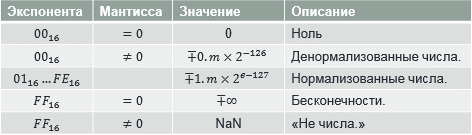 Экспонента Мантисса Значение Описание
00₁₆ = 0 0 Ноль
00₁₆ ≠ 0 ∓0.m × 2⁻¹²⁶ Денормализованные числа.
01₁₆ … FE₁₆ ∓1.m × 2ᵉ⁻¹²⁷ Нормализованные числа.
FF₁₆ = 0 ∓∞ Бесконечности.
FF₁₆ ≠ 0 NaN «Не числа.»